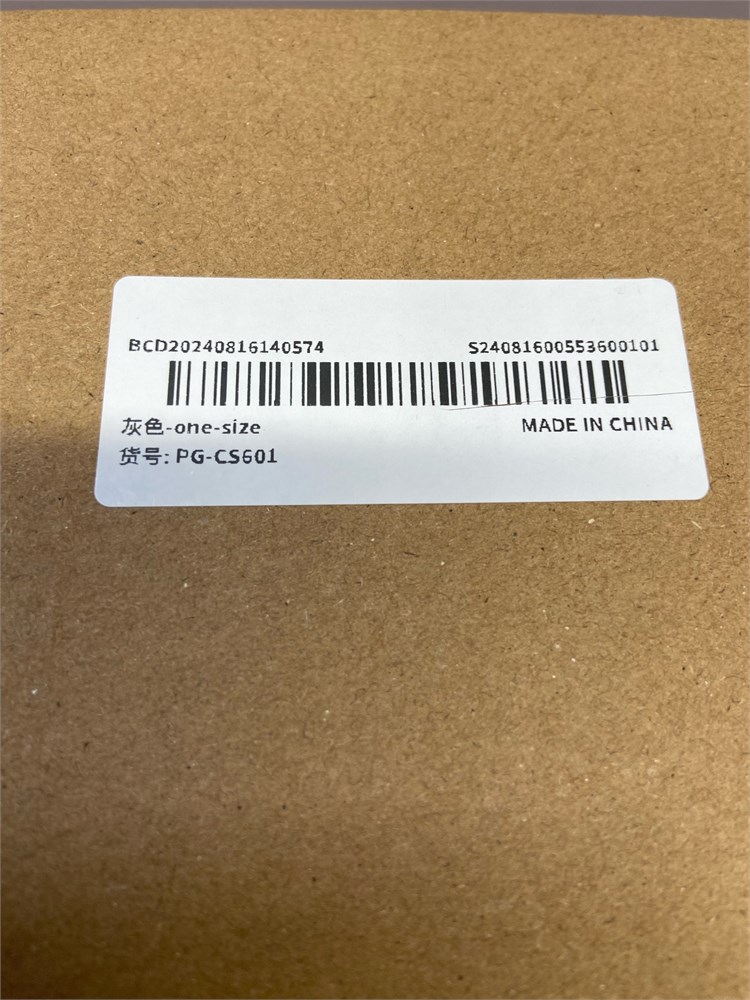 BCD20240816140574 S24081600553600101
灰色-one-size MADE IN CHINA
货号: PG-CS601